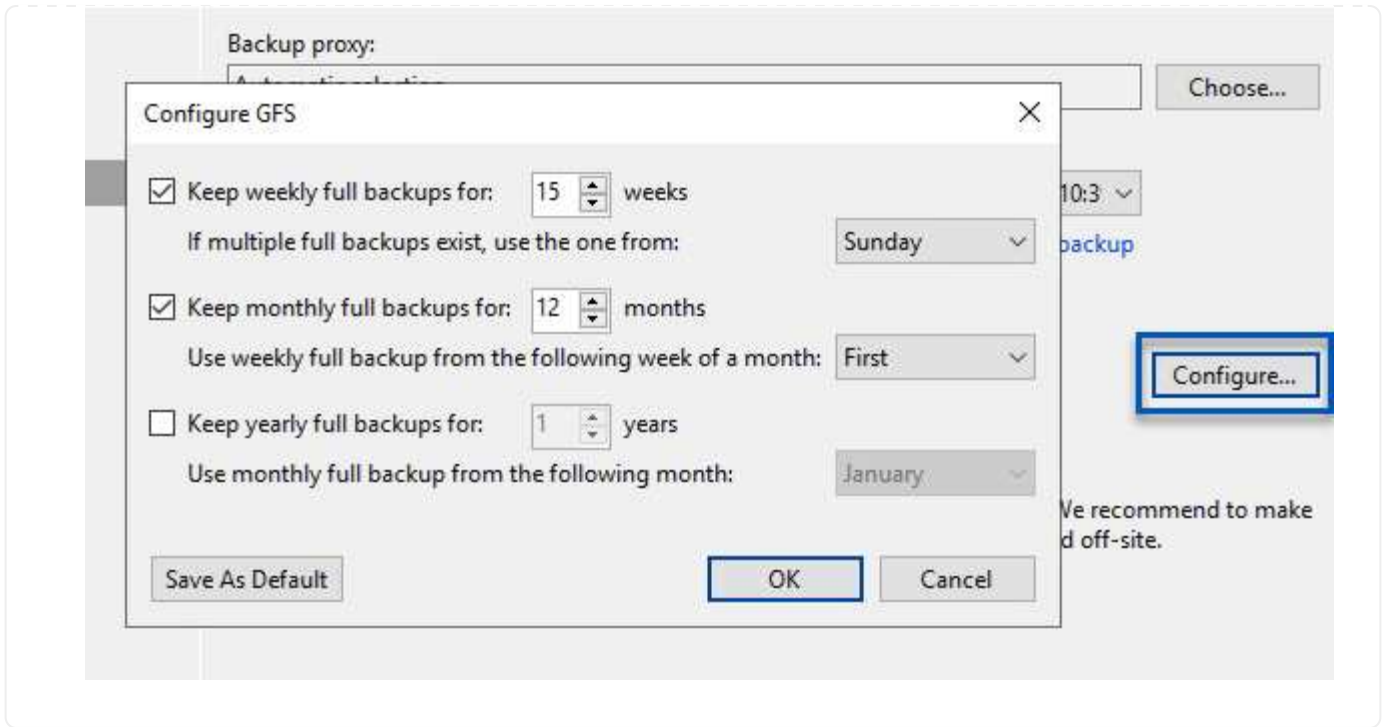 Backup proxy:
Choose...
Configure GFS
Keep weekly full backups for: 15 weeks
10:3
If multiple full backups exist, use the one from: Sunday
backup
Keep monthly full backups for: 12 months
Use weekly full backup from the following week of a month: First
Configure...
Keep yearly full backups for: 1 years
Use monthly full backup from the following month: January
We recommend to make
d off-site.
Save As Default OK Cancel